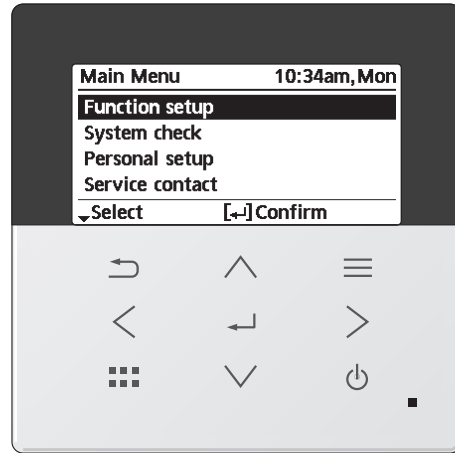 Main Menu 10:34am,Mon
Function setup
System check
Personal setup
Service contact
Select [↵]Confirm